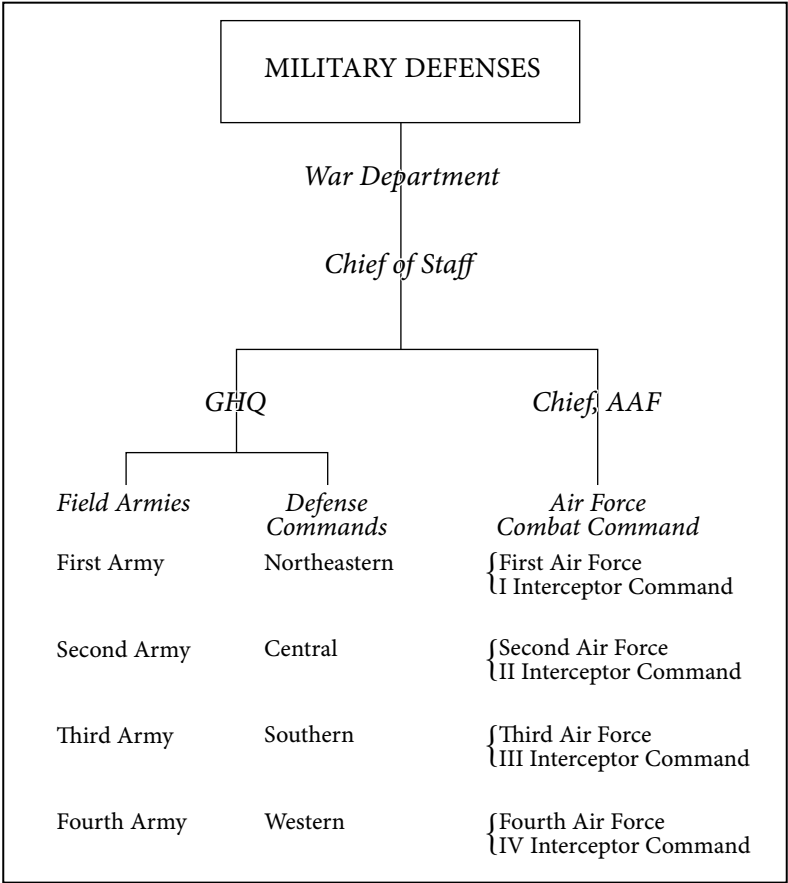 MILITARY DEFENSES
War Department
Chief of Staff
GHQ
Chief, AAF
Field Armies
Defense
Commands
Air Force
Combat Command
First Army
Northeastern
First Air Force
I Interceptor Command
Second Army
Central
Second Air Force
II Interceptor Command
Third Army
Southern
Third Air Force
III Interceptor Command
Fourth Army
Western
Fourth Air Force
IV Interceptor Command